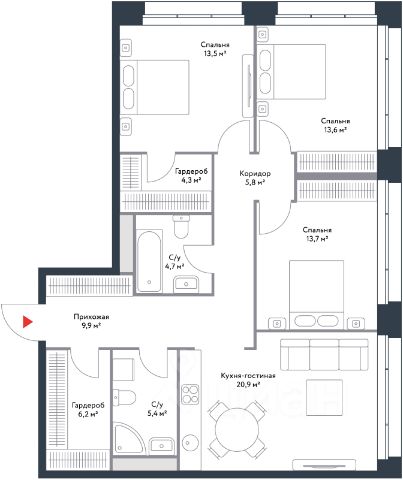 Спальня
13,5 м²
Спальня
13,6 м²
Гардероб
4,3 м²
Коридор
5,8 м²
Спальня
13,7 м²
С/у
4,7 м²
Прихожая
9,9 м²
Кухня-гостиная
20,9 м²
Гардероб
6,2 м²
С/у
5,4 м²